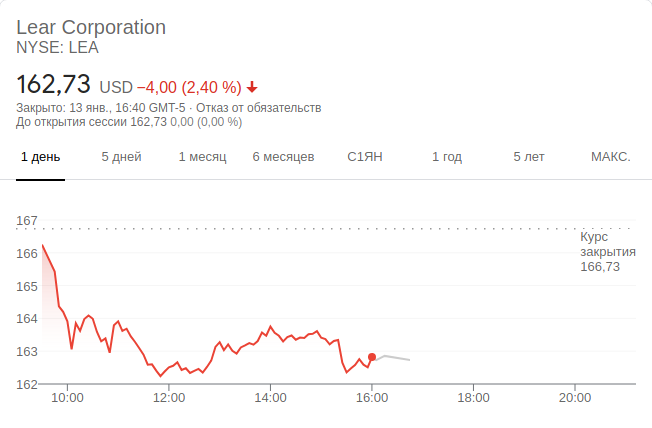 Lear Corporation
NYSE: LEA
162,73 USD −4,00 (2,40 %)
Закрыто: 13 янв., 16:40 GMT-5 · Отказ от обязательств
До открытия сессии 162,73 0,00 (0,00 %)
1 день 5 дней 1 месяц 6 месяцев С1ЯН 1 год 5 лет МАКС.
167
Курс
закрытия
166,73
166
165
164
163
162
10:00 12:00 14:00 16:00 18:00 20:00